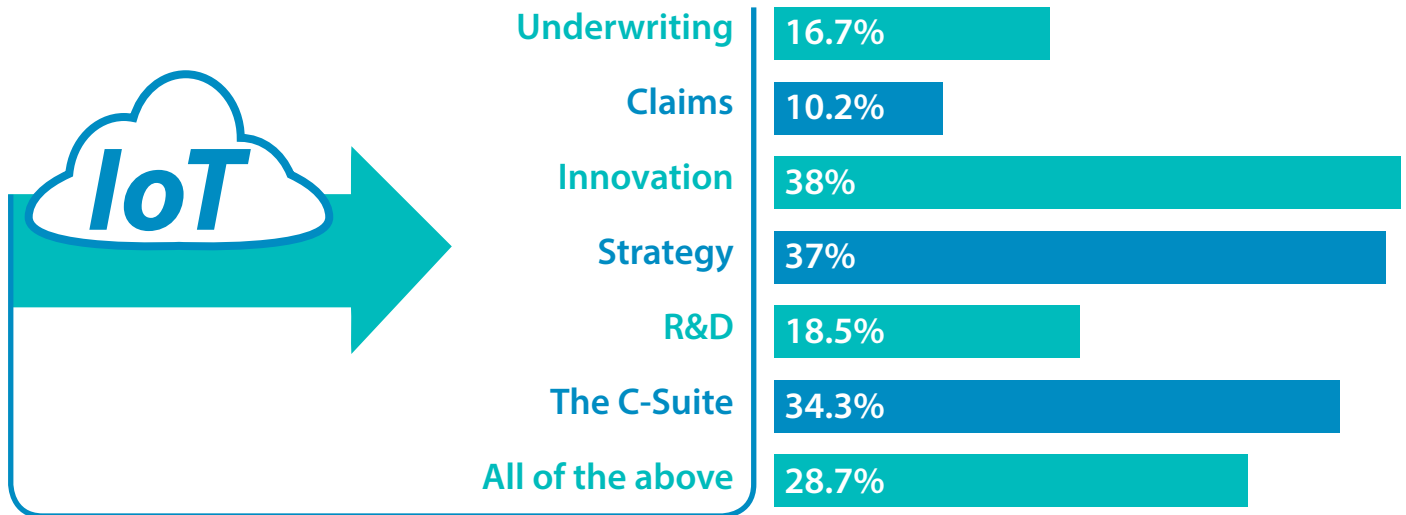 IoT
Underwriting 16.7%
Claims 10.2%
Innovation 38%
Strategy 37%
R&D 18.5%
The C-Suite 34.3%
All of the above 28.7%